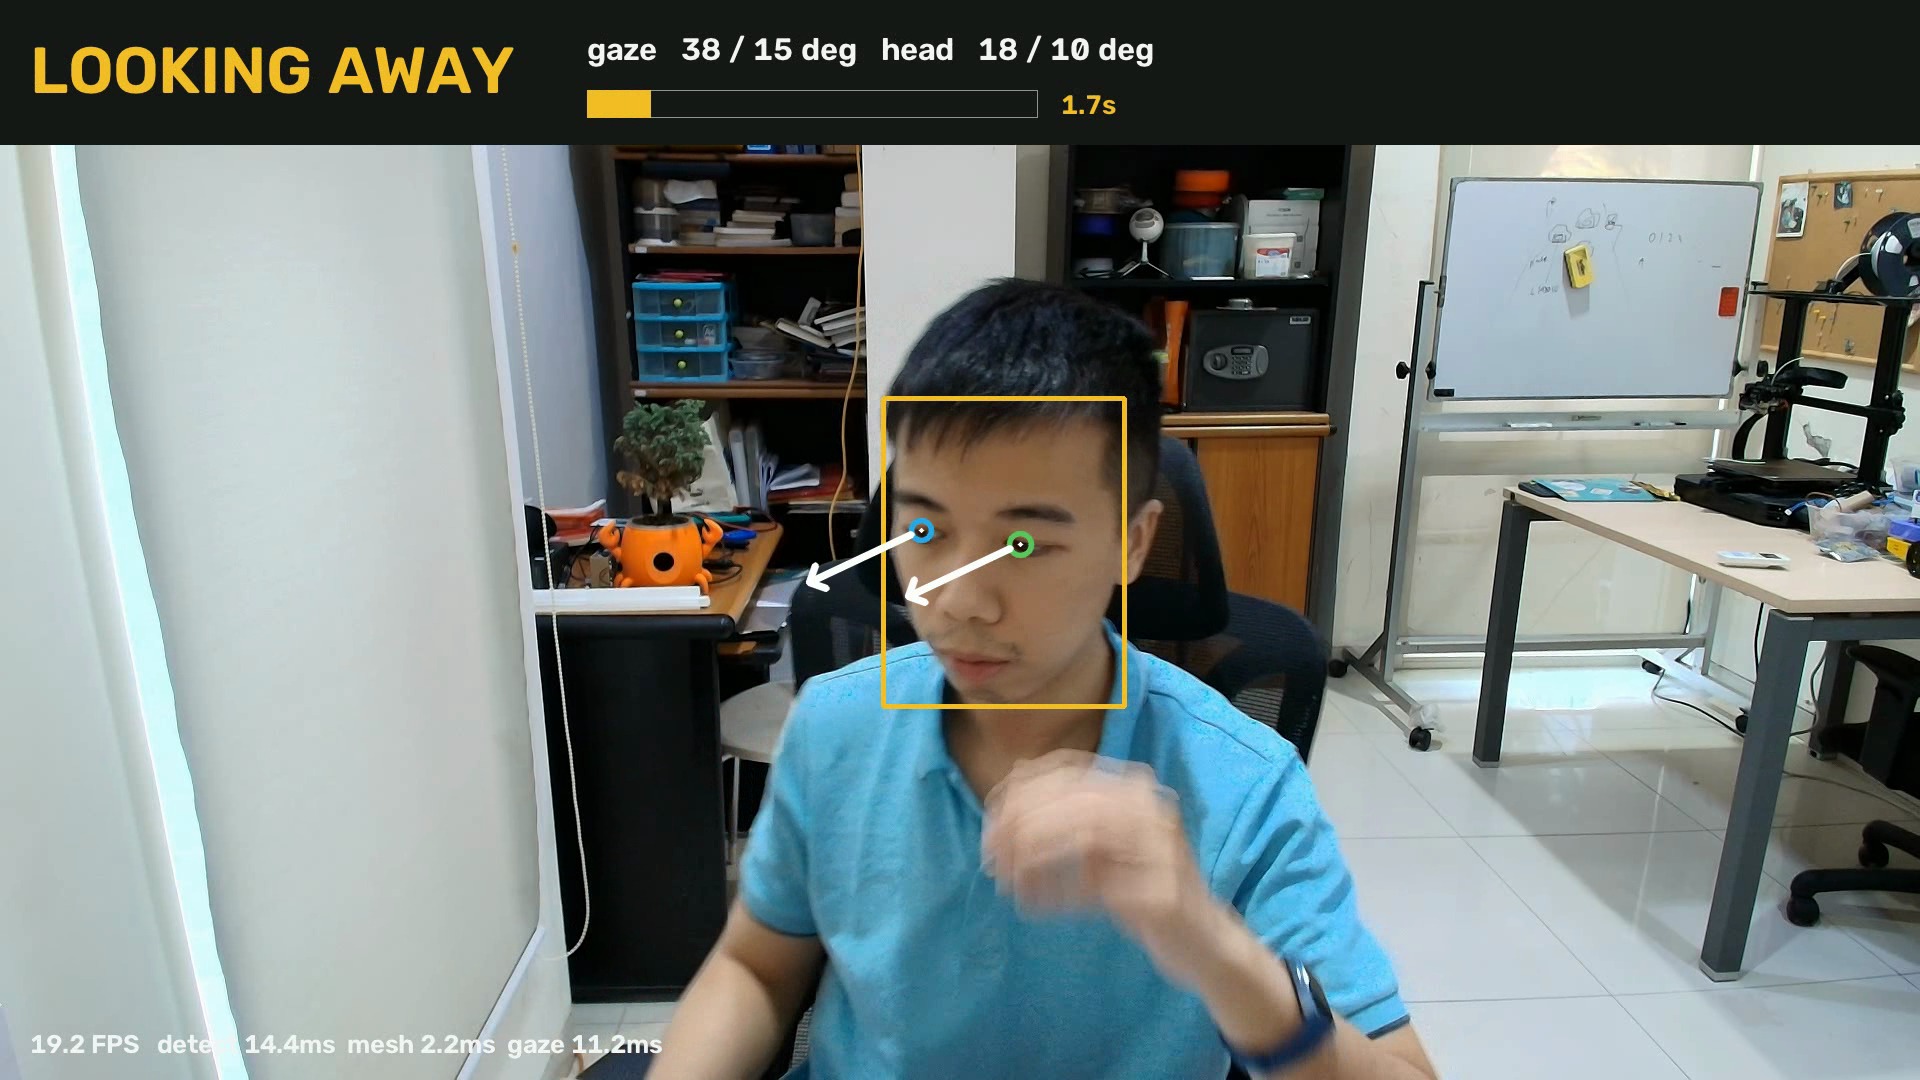 LOOKING AWAY
gaze 38 / 15 deg head 18 / 10 deg
1.7s
19.2 FPS detect 14.4ms mesh 2.2ms gaze 11.2ms